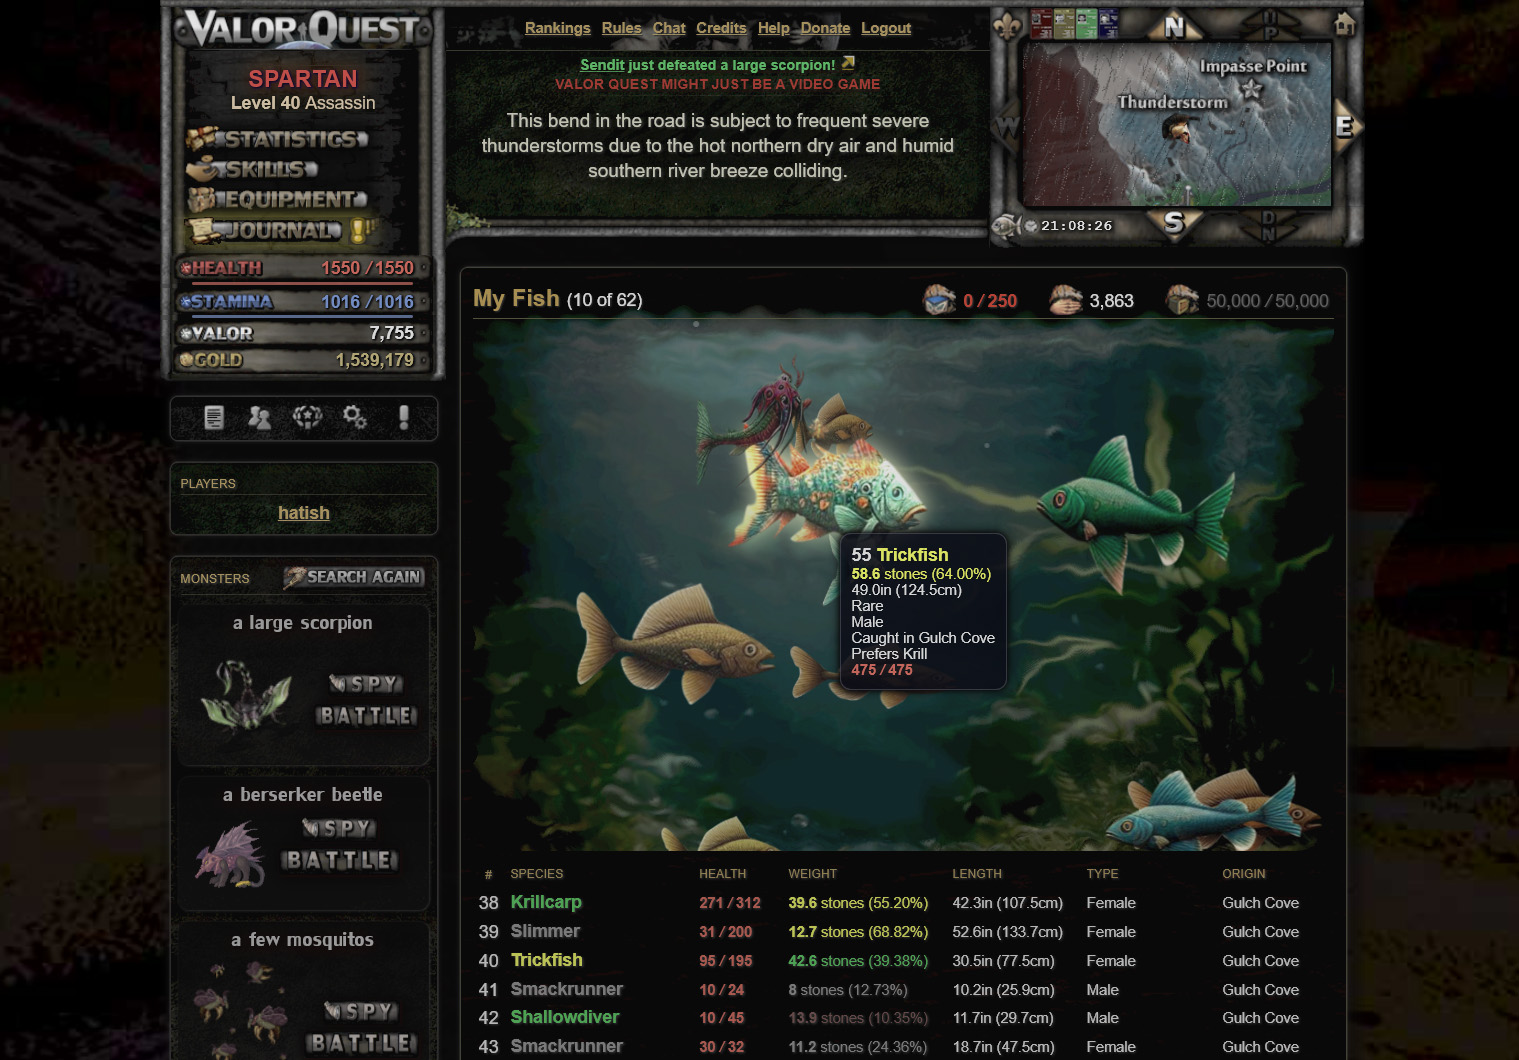 VALOR QUEST
SPARTAN
Level 40 Assassin
STATISTICS
SKILLS
EQUIPMENT
JOURNAL
HEALTH 1550 / 1550
STAMINA 1016 / 1016
VALOR 7,755
GOLD 1,539,179
PLAYERS
hatish
MONSTERS SEARCH AGAIN
a large scorpion
SPY
BATTLE
a berserker beetle
SPY
BATTLE
a few mosquitos
SPY
BATTLE
Rankings Rules Chat Credits Help Donate Logout
Sendit just defeated a large scorpion!
VALOR QUEST MIGHT JUST BE A VIDEO GAME
This bend in the road is subject to frequent severe
thunderstorms due to the hot northern dry air and humid
southern river breeze colliding.
N
UP
Impasse Point
Thunderstorm
W
E
S
DN
21:08:26
My Fish (10 of 62) 0 / 250 3,863 50,000 / 50,000
55 Trickfish
58.6 stones (64.00%)
49.0in (124.5cm)
Rare
Male
Caught in Gulch Cove
Prefers Krill
475 / 475
# SPECIES HEALTH WEIGHT LENGTH TYPE ORIGIN
38 Krillcarp 271 / 312 39.6 stones (55.20%) 42.3in (107.5cm) Female Gulch Cove
39 Slimmer 31 / 200 12.7 stones (68.82%) 52.6in (133.7cm) Female Gulch Cove
40 Trickfish 95 / 195 42.6 stones (39.38%) 30.5in (77.5cm) Female Gulch Cove
41 Smackrunner 10 / 24 8 stones (12.73%) 10.2in (25.9cm) Male Gulch Cove
42 Shallowdiver 10 / 45 13.9 stones (10.35%) 11.7in (29.7cm) Male Gulch Cove
43 Smackrunner 30 / 32 11.2 stones (24.36%) 18.7in (47.5cm) Female Gulch Cove